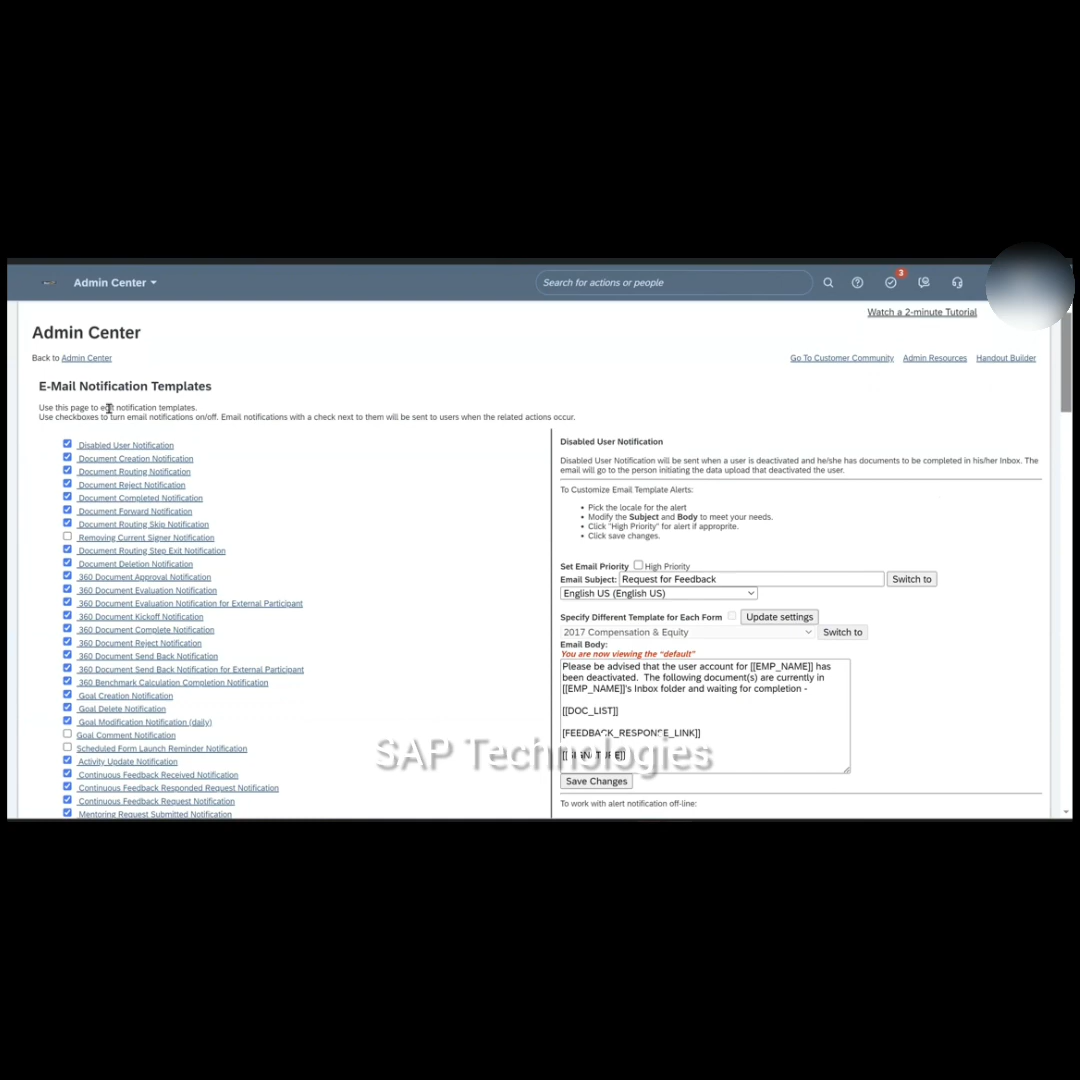 Admin Center
Search for actions or people
3
Watch a 2-minute Tutorial
Admin Center
Back to Admin Center
Go To Customer Community
Admin Resources
Handout Builder
E-Mail Notification Templates
Use this page to edit notification templates.
Use checkboxes to turn email notifications on/off. Email notifications with a check next to them will be sent to users when the related actions occur.
Disabled User Notification
Document Creation Notification
Document Routing Notification
Document Reject Notification
Document Completed Notification
Document Forward Notification
Document Routing Skip Notification
Removing Current Signer Notification
Document Routing Step Exit Notification
Document Deletion Notification
360 Document Approval Notification
360 Document Evaluation Notification
360 Document Evaluation Notification for External Participant
360 Document Kickoff Notification
360 Document Complete Notification
360 Document Reject Notification
360 Document Send Back Notification
360 Document Send Back Notification for External Participant
360 Benchmark Calculation Completion Notification
Goal Creation Notification
Goal Delete Notification
Goal Modification Notification (daily)
Goal Comment Notification
Scheduled Form Launch Reminder Notification
Activity Update Notification
Continuous Feedback Received Notification
Continuous Feedback Responded Request Notification
Continuous Feedback Request Notification
Mentoring Request Submitted Notification
Disabled User Notification
Disabled User Notification will be sent when a user is deactivated and he/she has documents to be completed in his/her Inbox. The
email will go to the person initiating the data upload that deactivated the user.
To Customize Email Template Alerts:
• Pick the locale for the alert
• Modify the Subject and Body to meet your needs.
• Click "High Priority" for alert if approprite.
• Click save changes.
Set Email Priority High Priority
Email Subject: Request for Feedback Switch to
English US (English US)
Specify Different Template for Each Form Update settings
2017 Compensation & Equity Switch to
Email Body:
You are now viewing the "default"
Please be advised that the user account for [[EMP_NAME]] has
been deactivated. The following document(s) are currently in
[[EMP_NAME]]'s Inbox folder and waiting for completion -
[[DOC_LIST]]
[FEEDBACK_RESPONSE_LINK]]
[[SIGNATURE]]
SAP Technologies
Save Changes
To work with alert notification off-line: